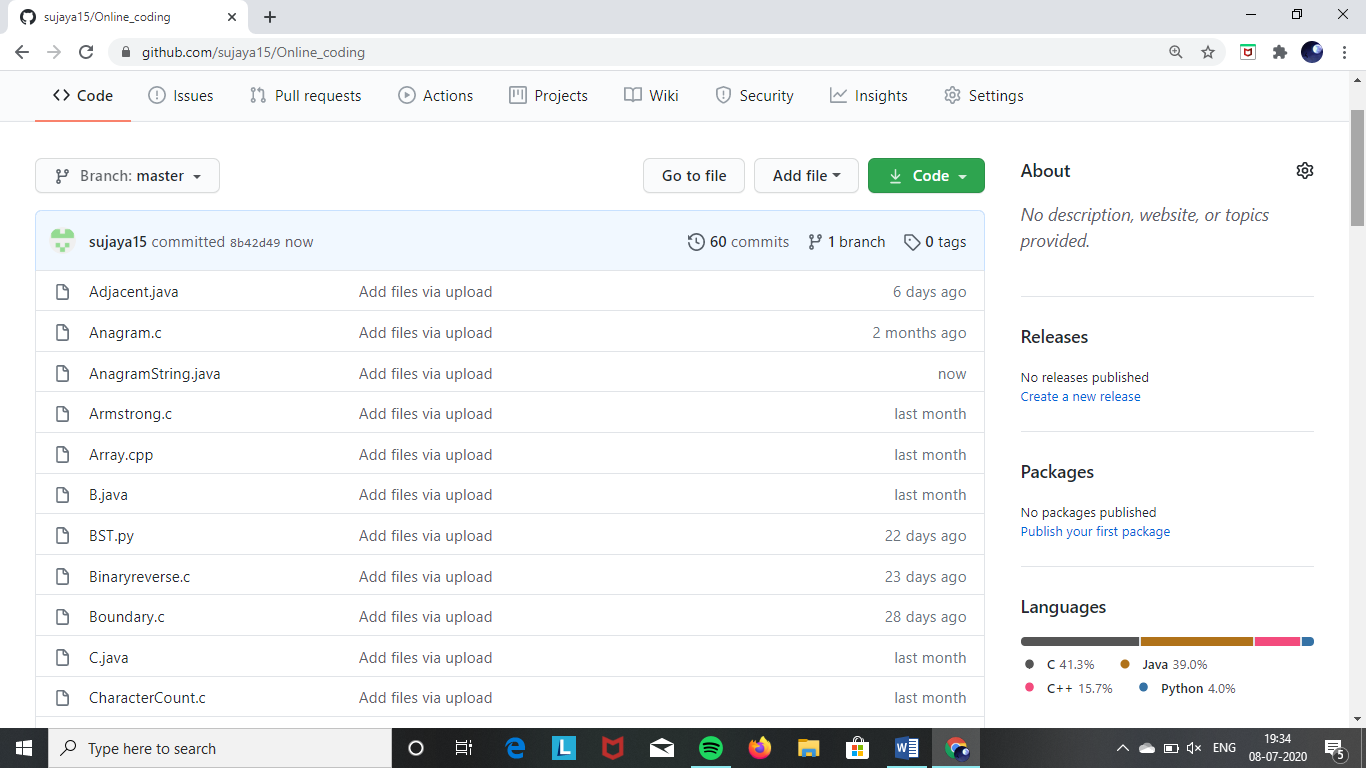 sujaya15/Online_coding
github.com/sujaya15/Online_coding
Code Issues Pull requests Actions Projects Wiki Security Insights Settings
Branch: master Go to file Add file Code
sujaya15 committed 8b42d49 now 60 commits 1 branch 0 tags
Adjacent.java Add files via upload 6 days ago
Anagram.c Add files via upload 2 months ago
AnagramString.java Add files via upload now
Armstrong.c Add files via upload last month
Array.cpp Add files via upload last month
B.java Add files via upload last month
BST.py Add files via upload 22 days ago
Binaryreverse.c Add files via upload 23 days ago
Boundary.c Add files via upload 28 days ago
C.java Add files via upload last month
CharacterCount.c Add files via upload last month
About
No description, website, or topics
provided.
Releases
No releases published
Create a new release
Packages
No packages published
Publish your first package
Languages
C 41.3% Java 39.0%
C++ 15.7% Python 4.0%
Type here to search
L
W
ENG
19:34
08-07-2020
5